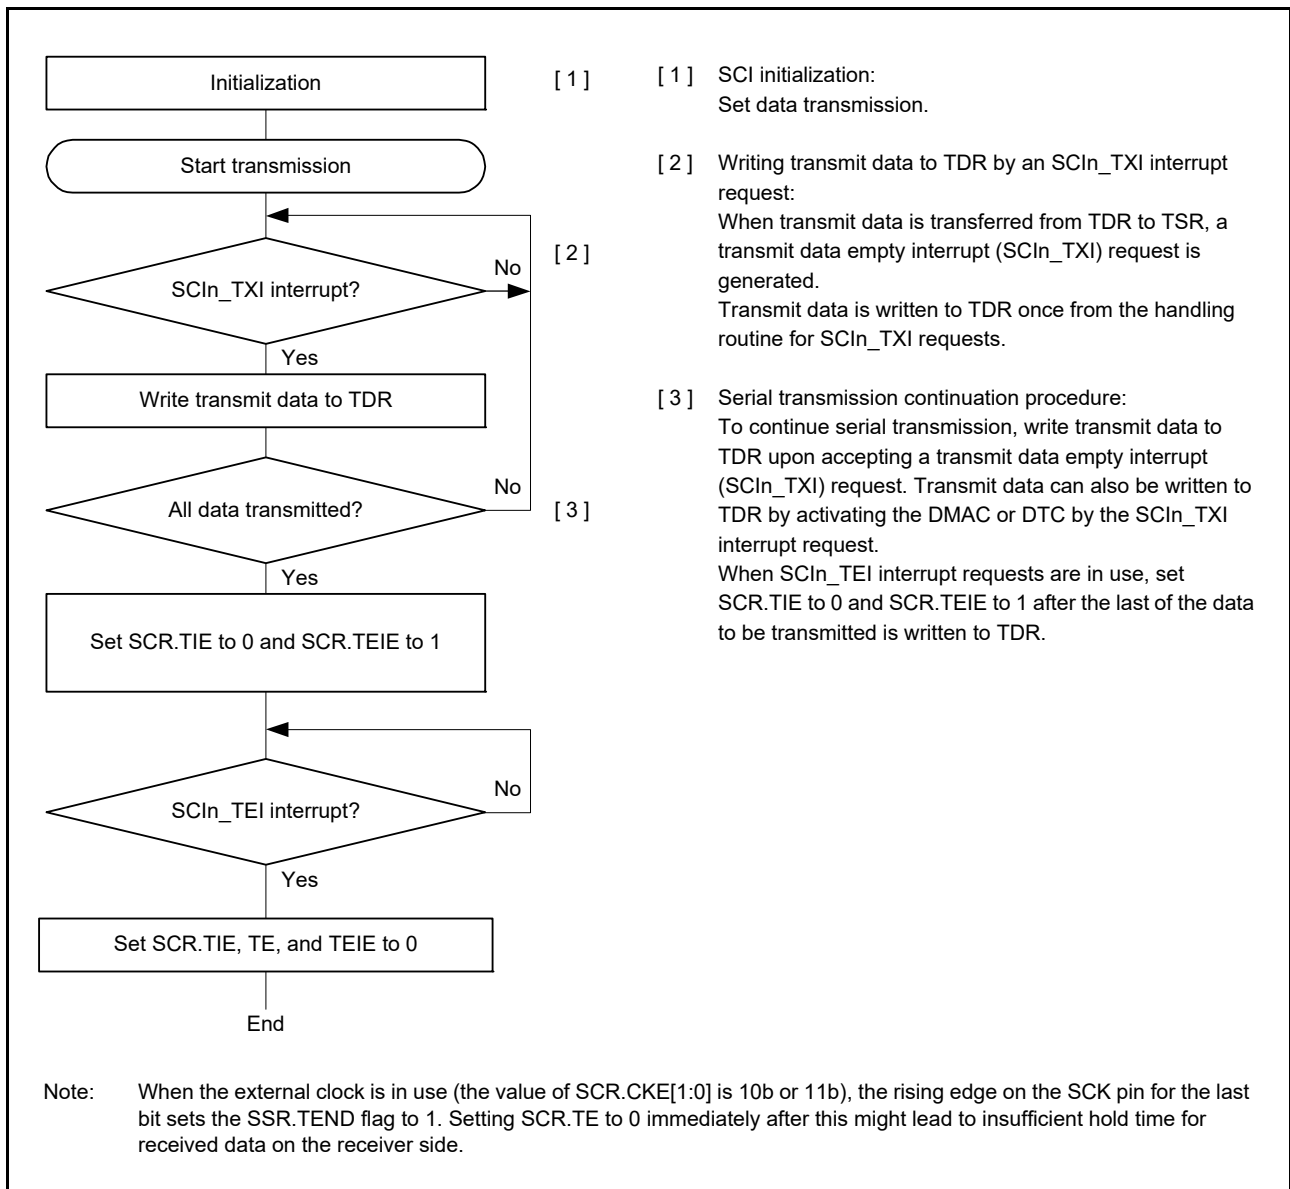 Initialization
[ 1 ]
Start transmission
[ 2 ]
SCIn_TXI interrupt?
No
Yes
Write transmit data to TDR
All data transmitted?
No
[ 3 ]
Yes
Set SCR.TIE to 0 and SCR.TEIE to 1
SCIn_TEI interrupt?
No
Yes
Set SCR.TIE, TE, and TEIE to 0
End
[ 1 ] SCI initialization:
Set data transmission.
[ 2 ] Writing transmit data to TDR by an SCIn_TXI interrupt
request:
When transmit data is transferred from TDR to TSR, a
transmit data empty interrupt (SCIn_TXI) request is
generated.
Transmit data is written to TDR once from the handling
routine for SCIn_TXI requests.
[ 3 ] Serial transmission continuation procedure:
To continue serial transmission, write transmit data to
TDR upon accepting a transmit data empty interrupt
(SCIn_TXI) request. Transmit data can also be written to
TDR by activating the DMAC or DTC by the SCIn_TXI
interrupt request.
When SCIn_TEI interrupt requests are in use, set
SCR.TIE to 0 and SCR.TEIE to 1 after the last of the data
to be transmitted is written to TDR.
Note: When the external clock is in use (the value of SCR.CKE[1:0] is 10b or 11b), the rising edge on the SCK pin for the last
bit sets the SSR.TEND flag to 1. Setting SCR.TE to 0 immediately after this might lead to insufficient hold time for
received data on the receiver side.